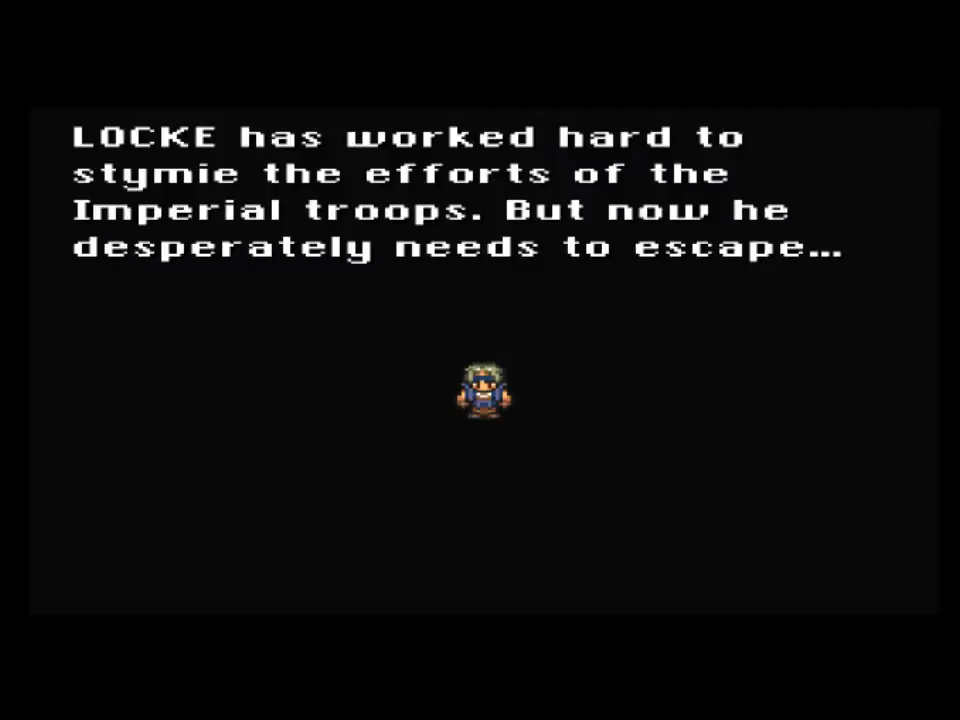 LOCKE has worked hard to
stymie the efforts of the
Imperial troops. But now he
desperately needs to escape…